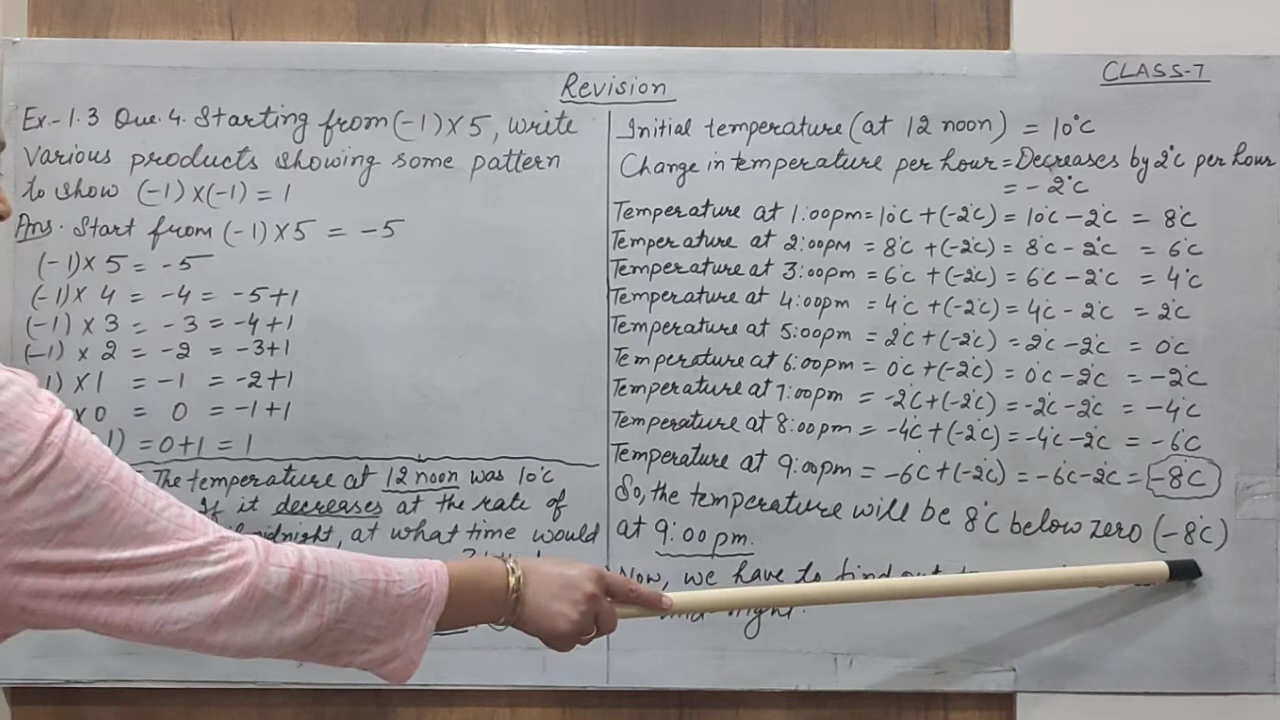 Revision
CLASS-7
Ex.-1.3 Que.4. Starting from (-1)×5, write
various products showing some pattern
to show (-1)×(-1) = 1
Ans. Start from (-1)×5 = -5
(-1)×5 = -5
(-1)×4 = -4 = -5+1
(-1)×3 = -3 = -4+1
(-1)×2 = -2 = -3+1
1)×1 = -1 = -2+1
×0 = 0 = -1+1
1) = 0+1 = 1
The temperature at 12 noon was 10°C
If it decreases at the rate of
midnight, at what time would
Initial temperature (at 12 noon) = 10°C
Change in temperature per hour = Decreases by 2°C per hour
= -2°C
Temperature at 1:00pm = 10°C + (-2°C) = 10°C - 2°C = 8°C
Temperature at 2:00pm = 8°C + (-2°C) = 8°C - 2°C = 6°C
Temperature at 3:00pm = 6°C + (-2°C) = 6°C - 2°C = 4°C
Temperature at 4:00pm = 4°C + (-2°C) = 4°C - 2°C = 2°C
Temperature at 5:00pm = 2°C + (-2°C) = 2°C - 2°C = 0°C
Temperature at 6:00pm = 0°C + (-2°C) = 0°C - 2°C = -2°C
Temperature at 7:00pm = -2°C + (-2°C) = -2°C - 2°C = -4°C
Temperature at 8:00pm = -4°C + (-2°C) = -4°C - 2°C = -6°C
Temperature at 9:00pm = -6°C + (-2°C) = -6°C - 2°C = -8°C
So, the temperature will be 8°C below zero (-8°C)
at 9:00 pm.
Now, we have to find out